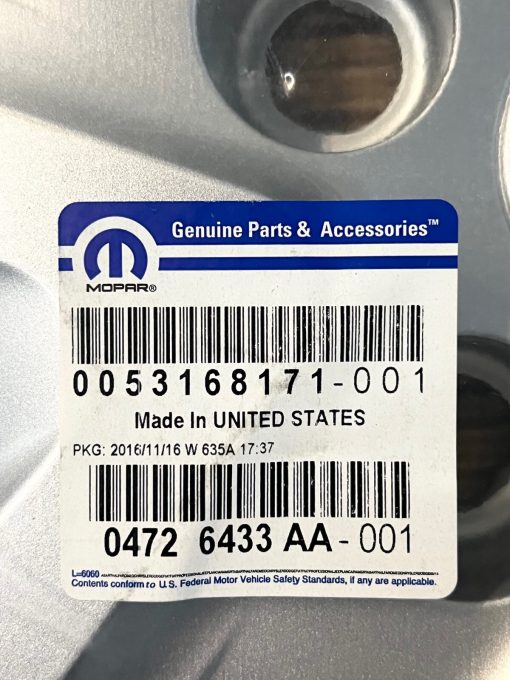 Genuine Parts & Accessories™
MOPAR®
0053168171-001
Made In UNITED STATES
PKG: 2016/11/16 W 635A 17:37
0472 6433 AA-001
L=6060
Contents conform to U.S. Federal Motor Vehicle Safety Standards, if any are applicable.